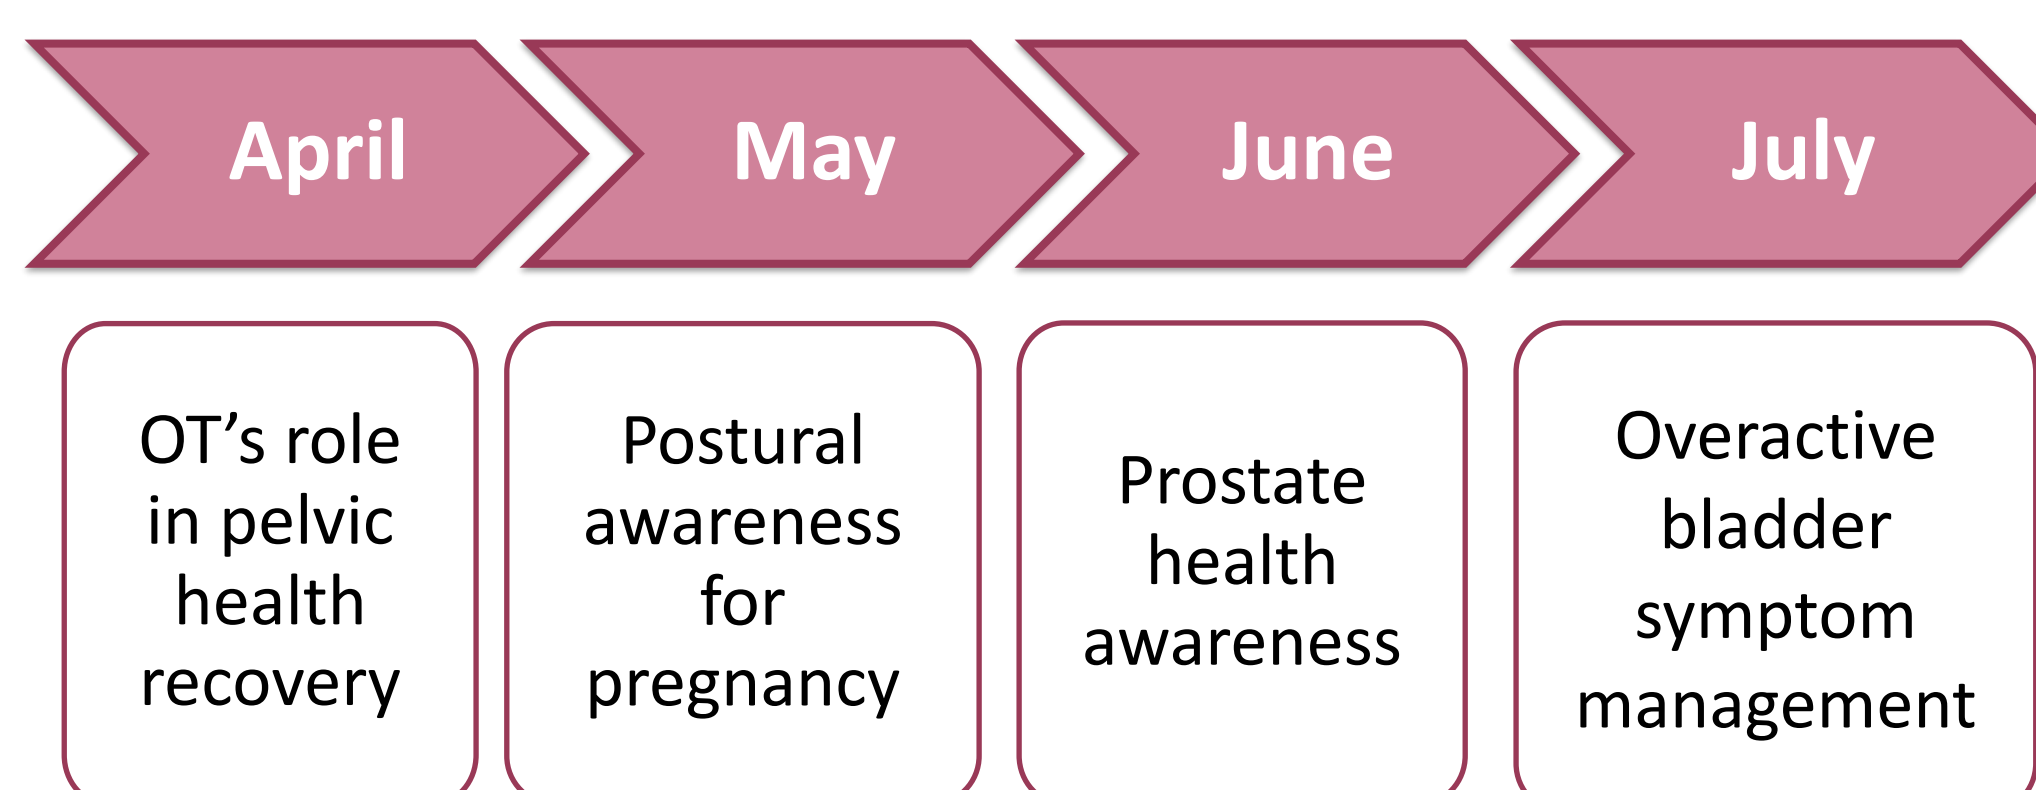 April
May
June
July
OT’s role
in pelvic
health
recovery
Postural
awareness
for
pregnancy
Prostate
health
awareness
Overactive
bladder
symptom
management